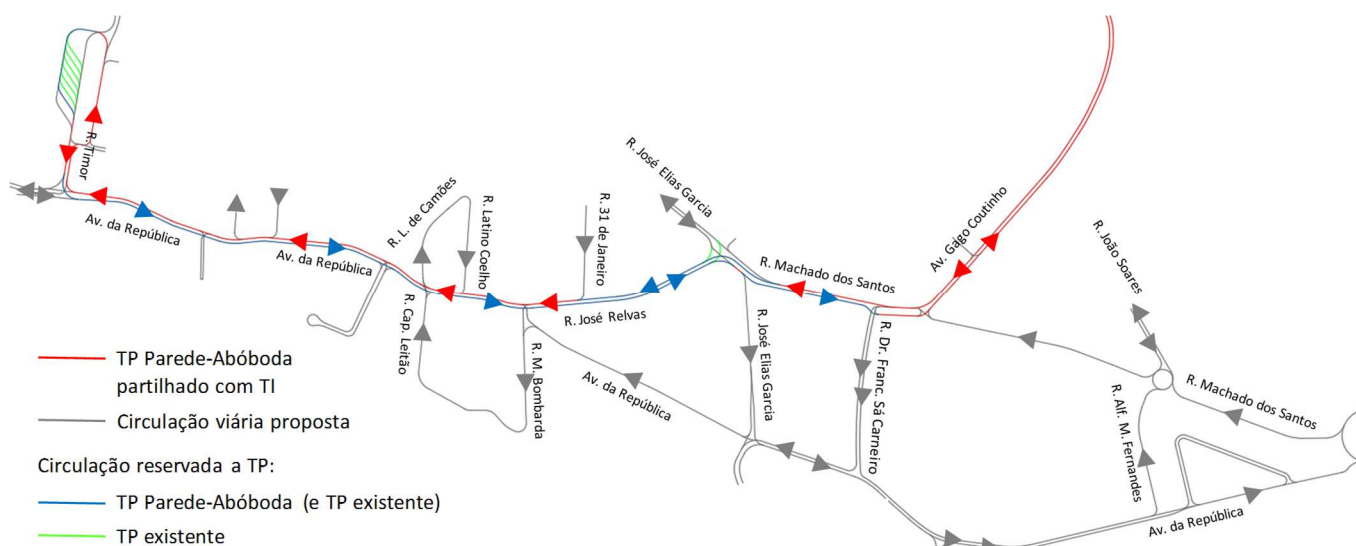 R. Timor
Av. da República
Av. da República
R. L. de Camões
R. Latino Coelho
R. Cap. Leitão
R. M. Bombarda
R. 31 de Janeiro
R. José Relvas
R. José Elias Garcia
R. Machado dos Santos
Av. Gago Coutinho
R. João Soares
R. José Elias Garcia
R. Dr. Franc. Sá Carneiro
Av. da República
R. Machado dos Santos
R. Alf. M. Fernandes
Av. da República
TP Parede-Abóboda
partilhado com TI
Circulação viária proposta
Circulação reservada a TP:
TP Parede-Abóboda (e TP existente)
TP existente